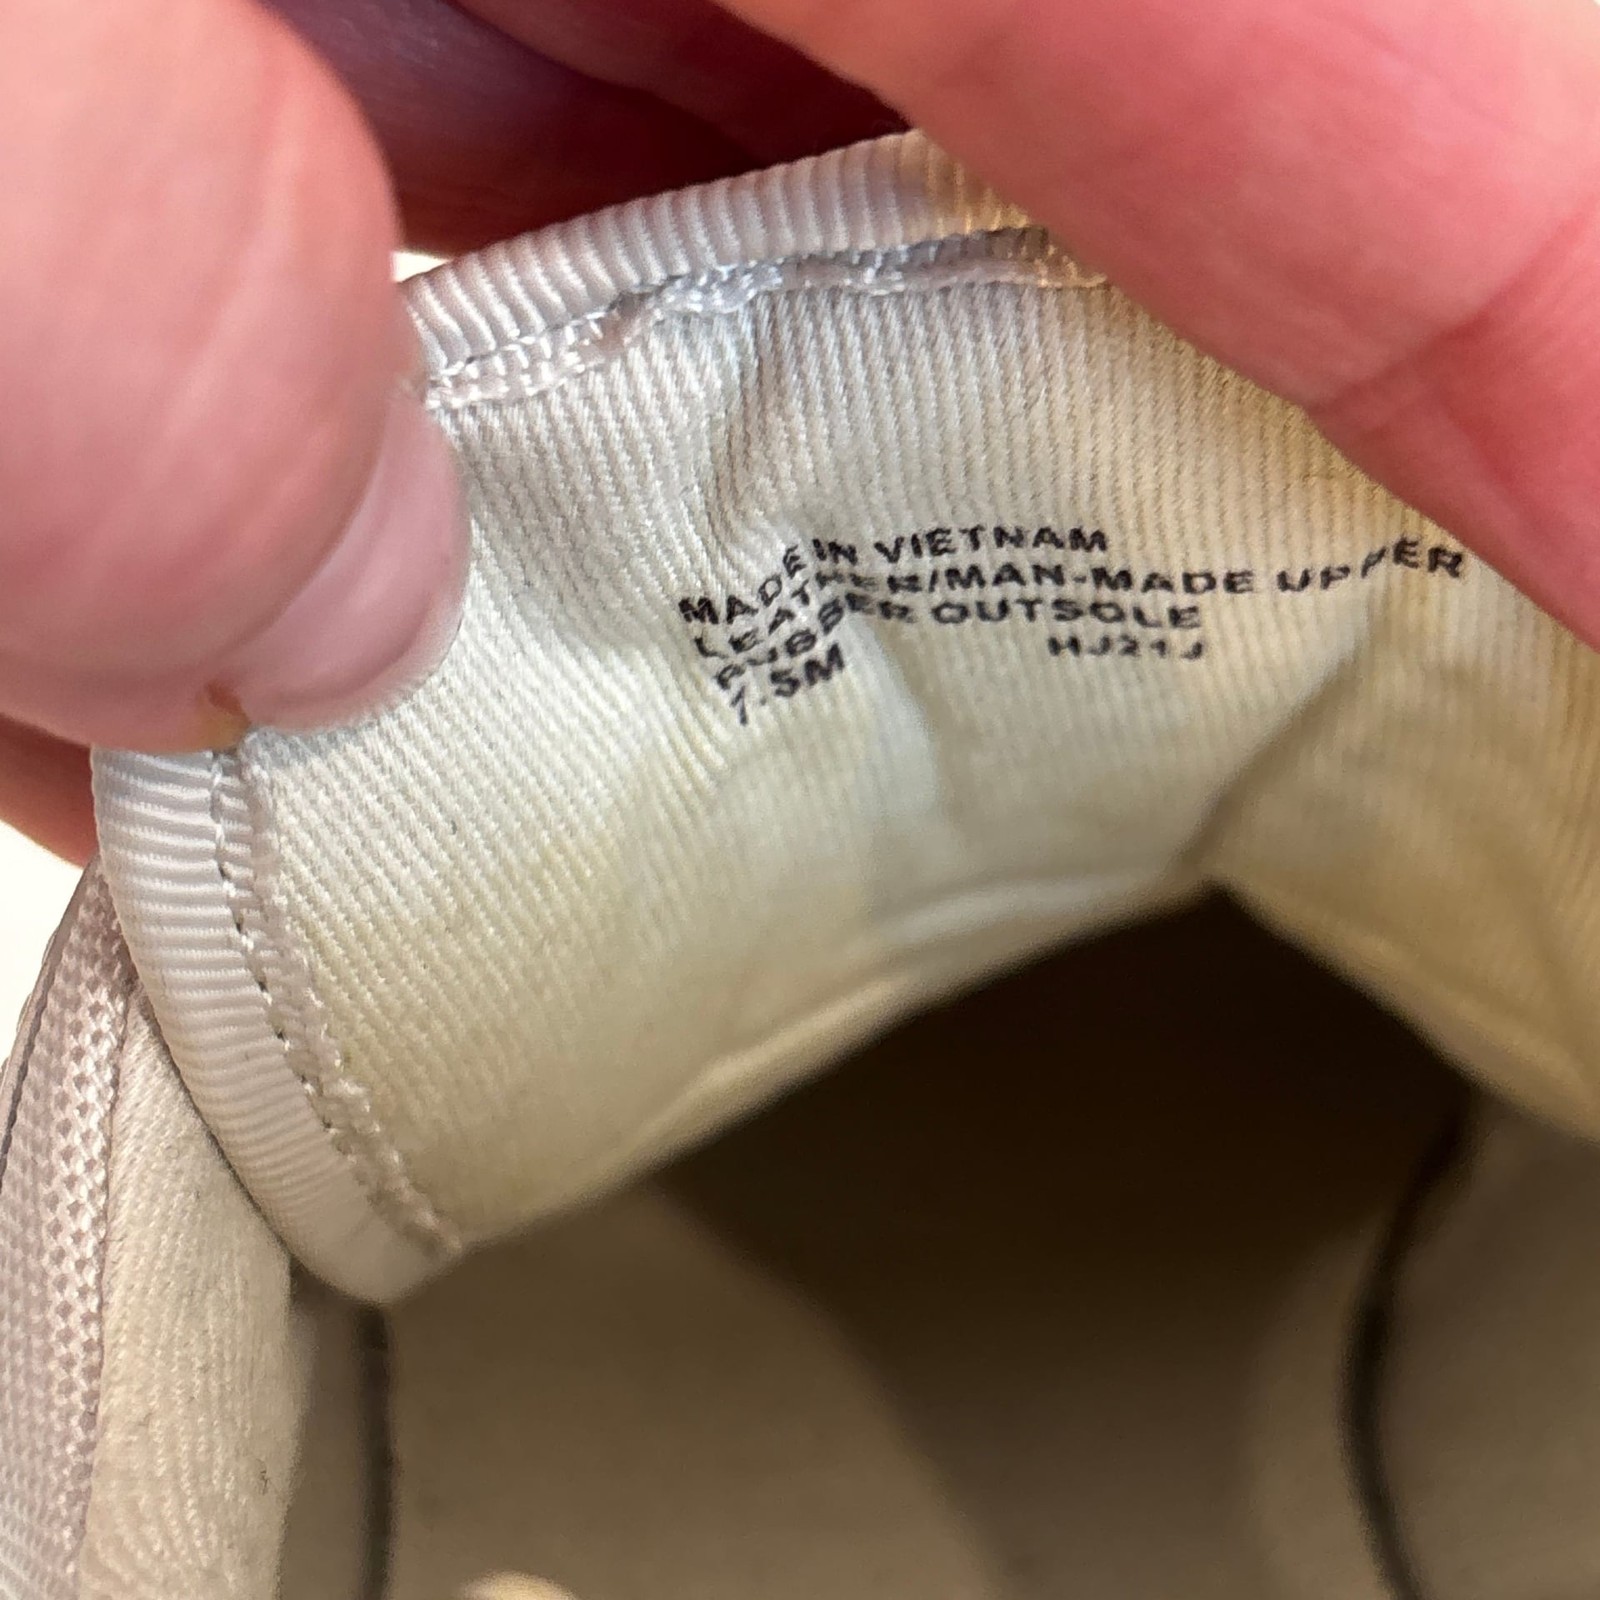 MADE IN VIETNAM
LEATHER/MAN-MADE UPPER
RUBBER OUTSOLE
7.5M HJ21J